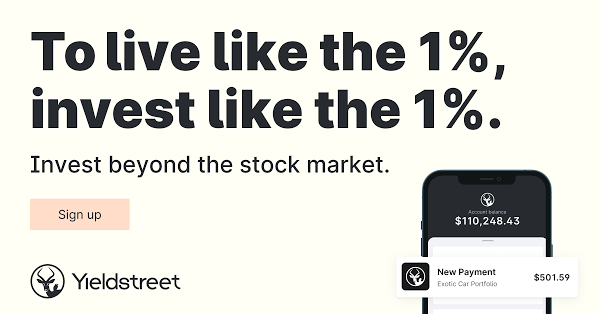 To live like the 1%,
invest like the 1%.
Invest beyond the stock market.
Sign up
Yieldstreet
Account balance
$110,248.43
New Payment
Exotic Car Portfolio
$501.59